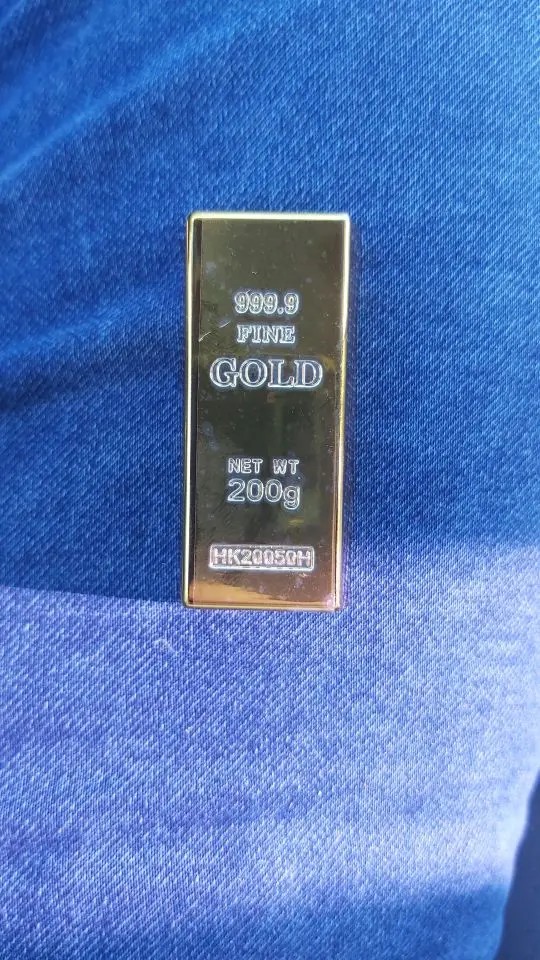 999.9
FINE
GOLD
NET WT
200g
HK20050H